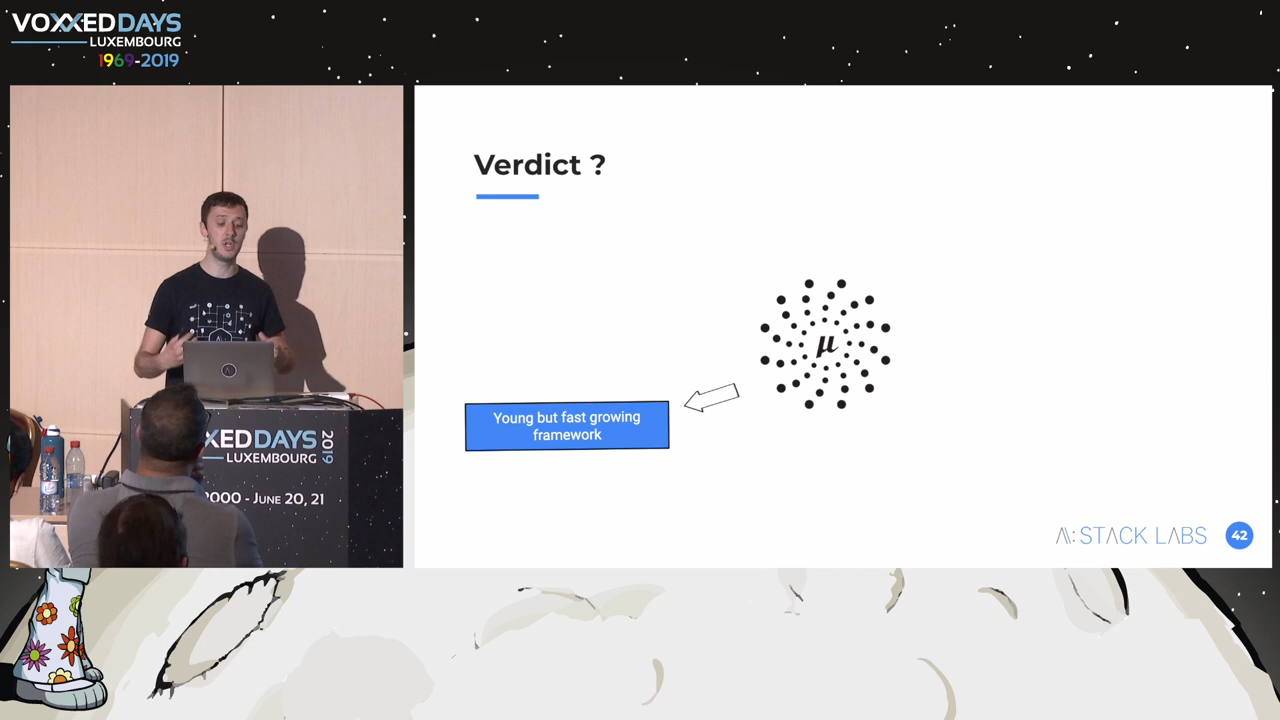 VOXXEDDAYS
LUXEMBOURG
1969-2019
Verdict ?
µ
Young but fast growing
framework
XEDDAYS
LUXEMBOURG
2019
2000 - JUNE 20, 21
STACK LABS
42